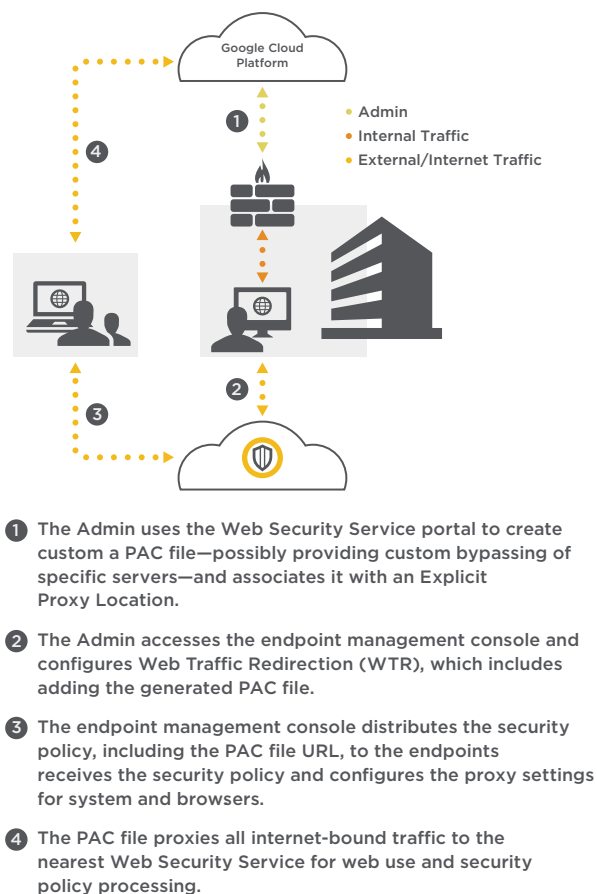 Google Cloud
Platform
1
Admin
Internal Traffic
External/Internet Traffic
4
2
3
1 The Admin uses the Web Security Service portal to create
custom a PAC file—possibly providing custom bypassing of
specific servers—and associates it with an Explicit
Proxy Location.
2 The Admin accesses the endpoint management console and
configures Web Traffic Redirection (WTR), which includes
adding the generated PAC file.
3 The endpoint management console distributes the security
policy, including the PAC file URL, to the endpoints
receives the security policy and configures the proxy settings
for system and browsers.
4 The PAC file proxies all internet-bound traffic to the
nearest Web Security Service for web use and security
policy processing.